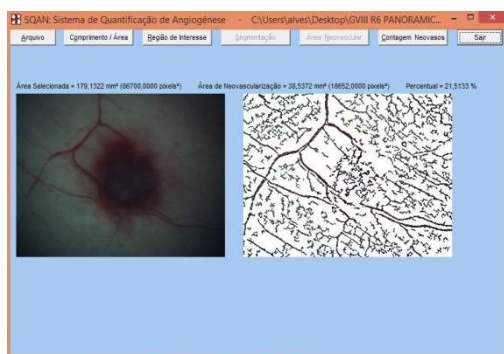 SQAN: Sistema de Quantificação de Angiogênese - C:\Users\alves\Desktop\GVIII R6 PANORAMIC...
Arquivo Comprimento / Área Região de Interesse Segmentação Área Neovascular Contagem Neovasos Sair
Área Selecionada = 179,1322 mm² (86700,0000 pixels²) Área de Neovascularização = 38,5372 mm² (18652,0000 pixels²) Percentual = 21,5133 %